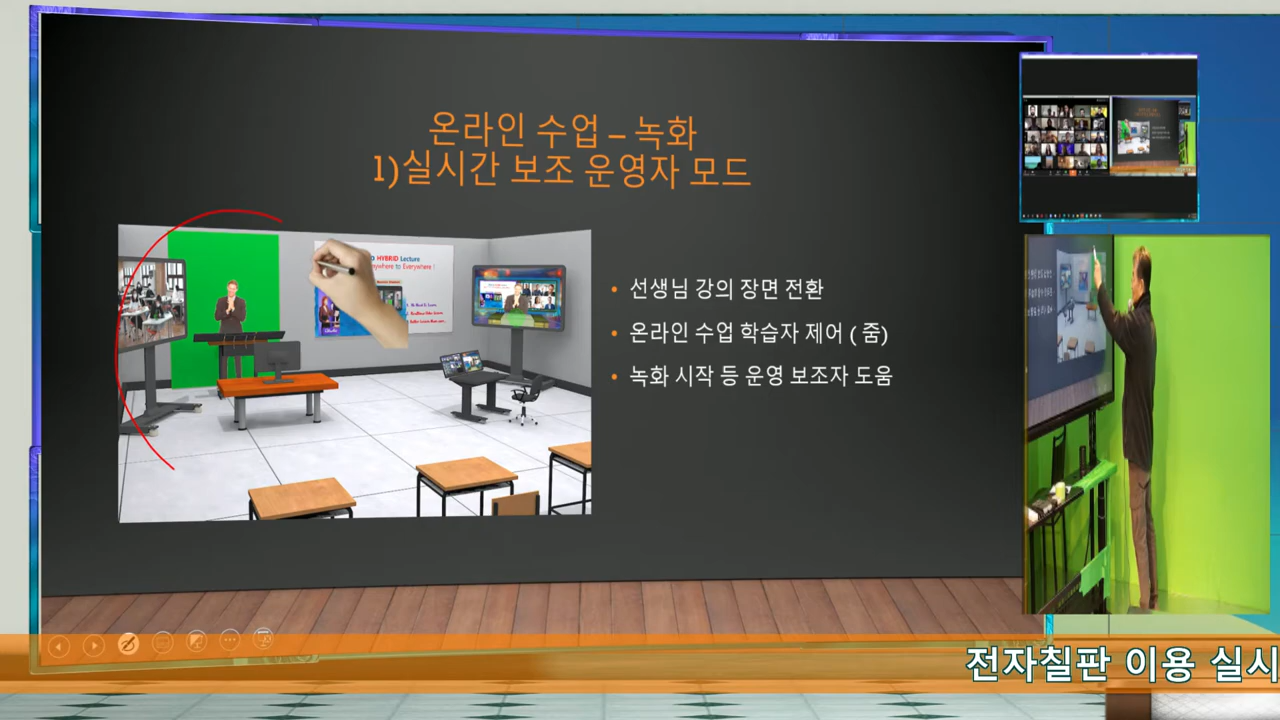 온라인 수업 – 녹화
1)실시간 보조 운영자 모드
HYBRID Lecture
Everywhere !
• 선생님 강의 장면 전환
• 온라인 수업 학습자 제어 ( 줌)
• 녹화 시작 등 운영 보조자 도움
전자칠판 이용 실시